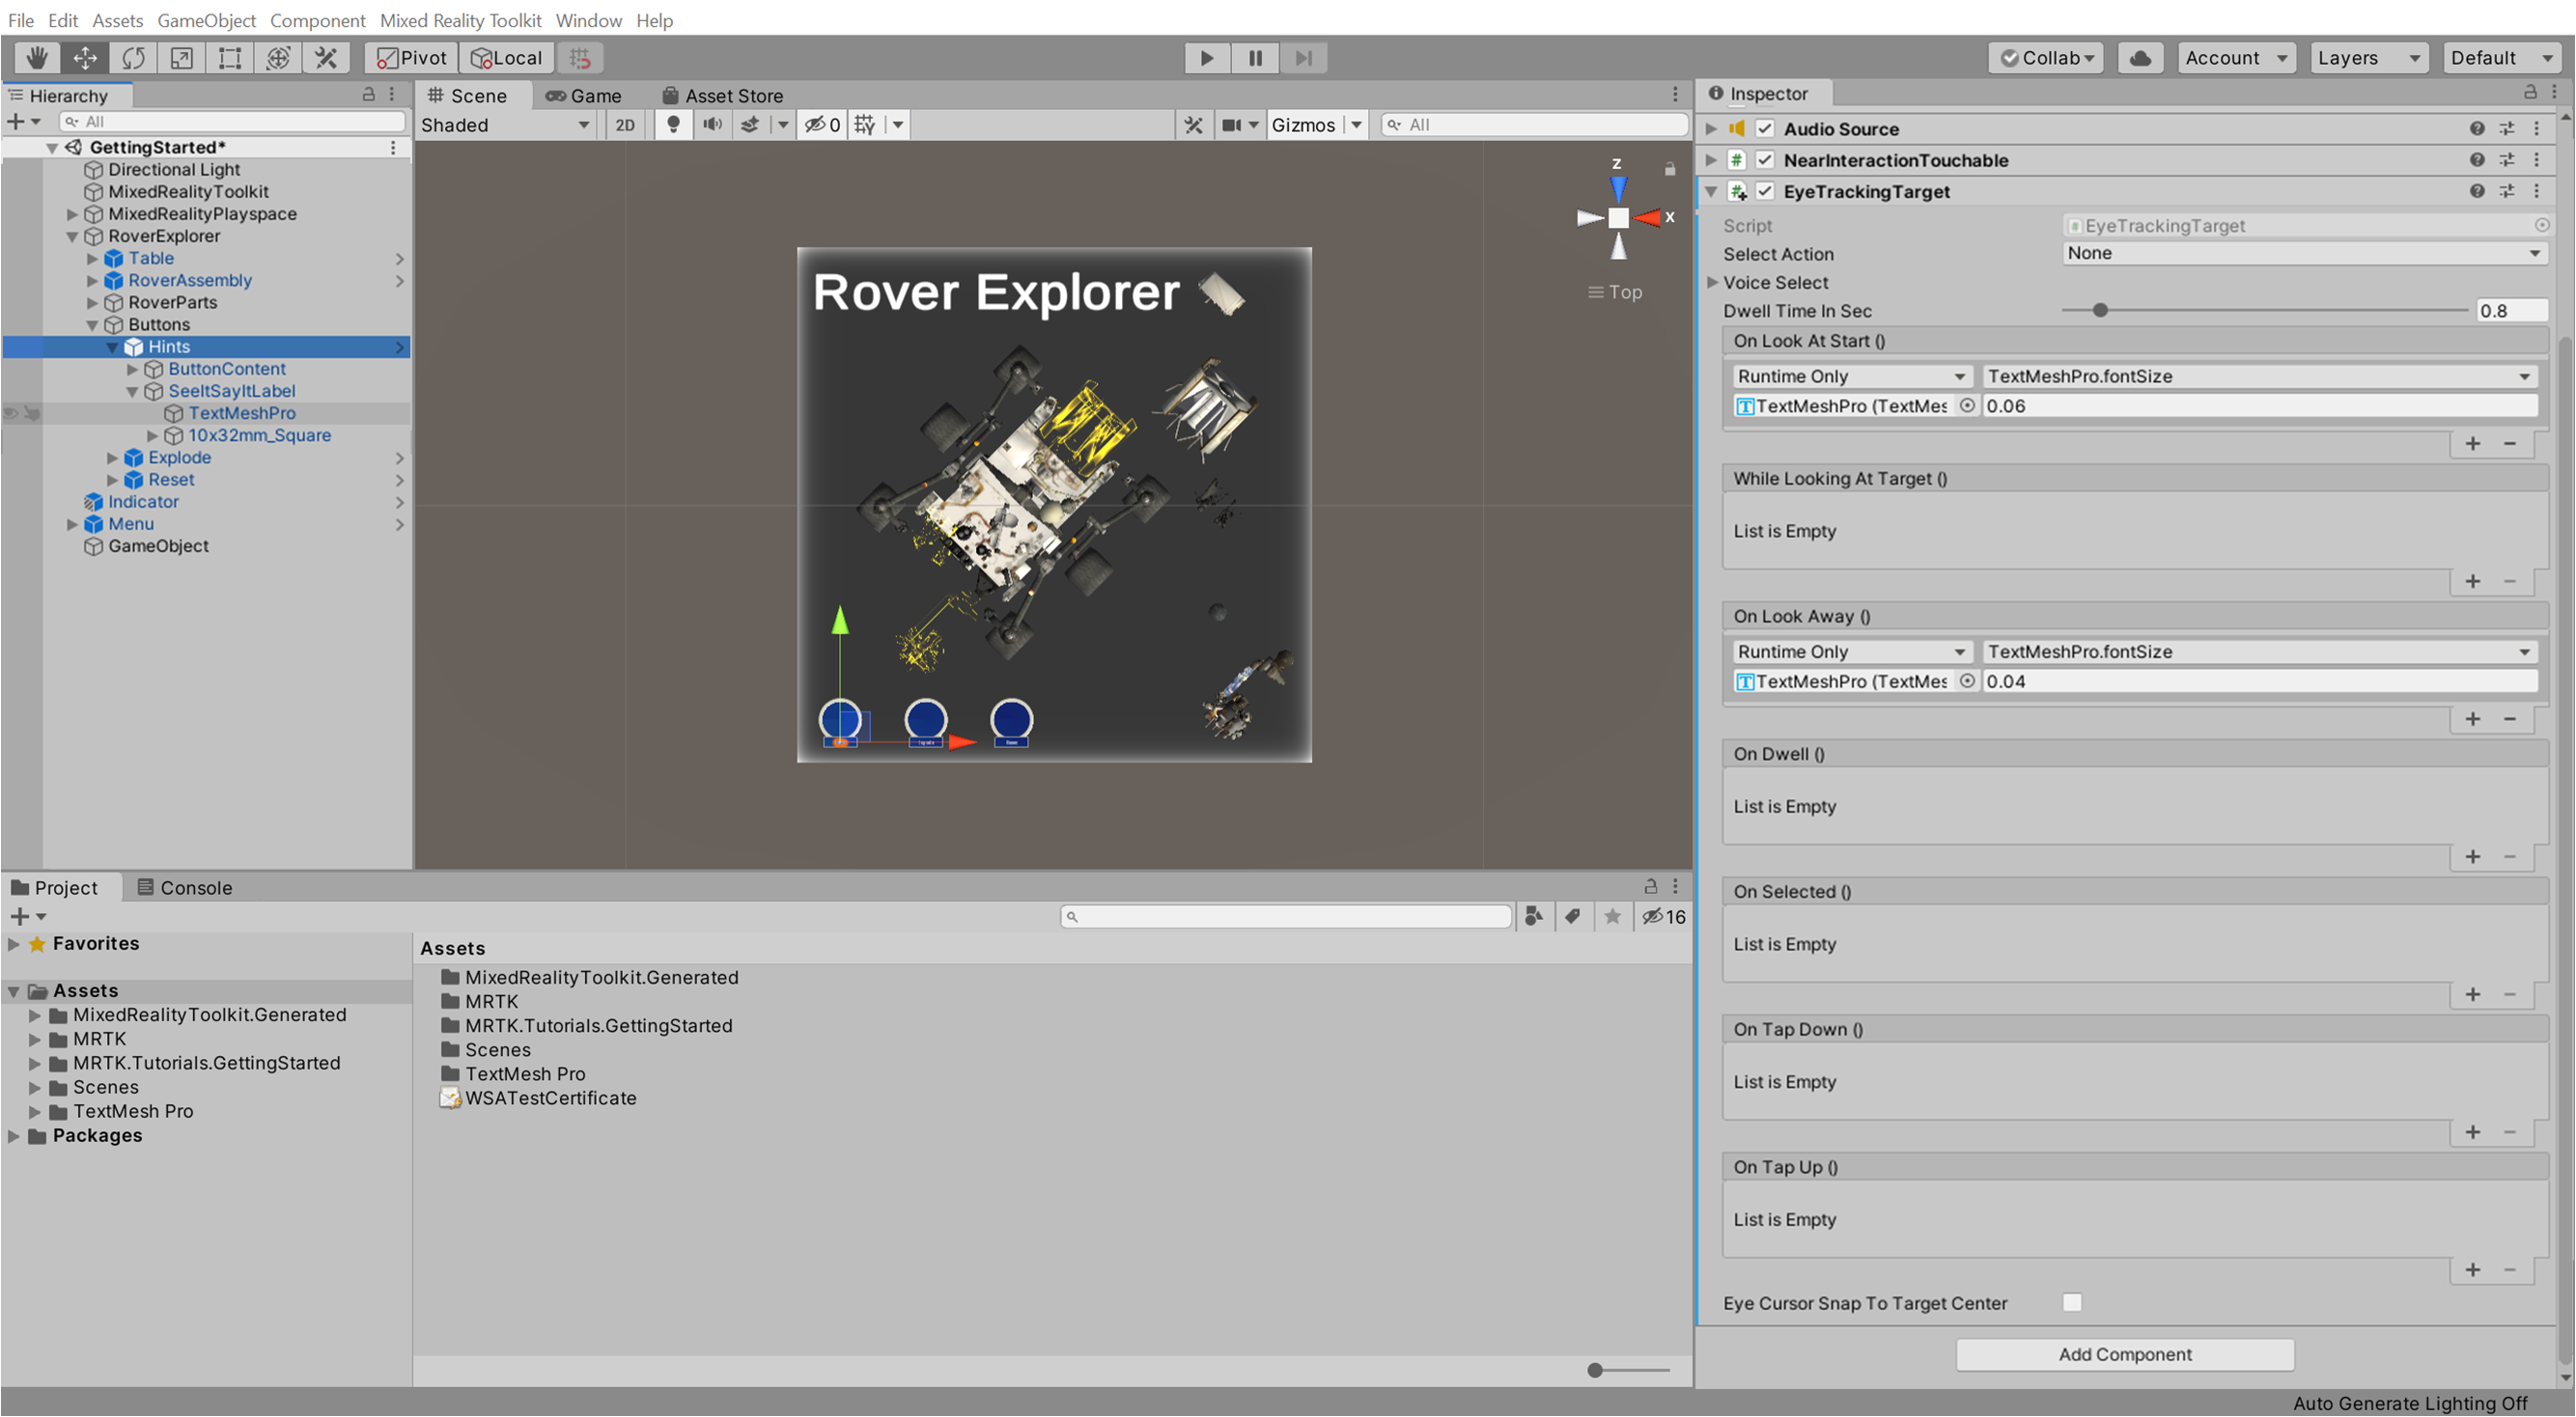 File Edit Assets GameObject Component Mixed Reality Toolkit Window Help
Pivot Local Collab Account Layers Default
Hierarchy
All
GettingStarted*
Directional Light
MixedRealityToolkit
MixedRealityPlayspace
RoverExplorer
Table
RoverAssembly
RoverParts
Buttons
Hints
ButtonContent
SeeItSayItLabel
TextMeshPro
10x32mm_Square
Explode
Reset
Indicator
Menu
GameObject
Scene Game Asset Store
Shaded 2D 0 Gizmos All
z
x
Top
Rover Explorer
Project Console
16
Favorites
Assets
MixedRealityToolkit.Generated
MRTK
MRTK.Tutorials.GettingStarted
Scenes
TextMesh Pro
Packages
Assets
MixedRealityToolkit.Generated
MRTK
MRTK.Tutorials.GettingStarted
Scenes
TextMesh Pro
WSATestCertificate
Inspector
Audio Source
NearInteractionTouchable
EyeTrackingTarget
Script EyeTrackingTarget
Select Action None
Voice Select
Dwell Time In Sec 0.8
On Look At Start ()
Runtime Only TextMeshPro.fontSize
TextMeshPro (TextMes 0.06
While Looking At Target ()
List is Empty
On Look Away ()
Runtime Only TextMeshPro.fontSize
TextMeshPro (TextMes 0.04
On Dwell ()
List is Empty
On Selected ()
List is Empty
On Tap Down ()
List is Empty
On Tap Up ()
List is Empty
Eye Cursor Snap To Target Center
Add Component
Auto Generate Lighting Off